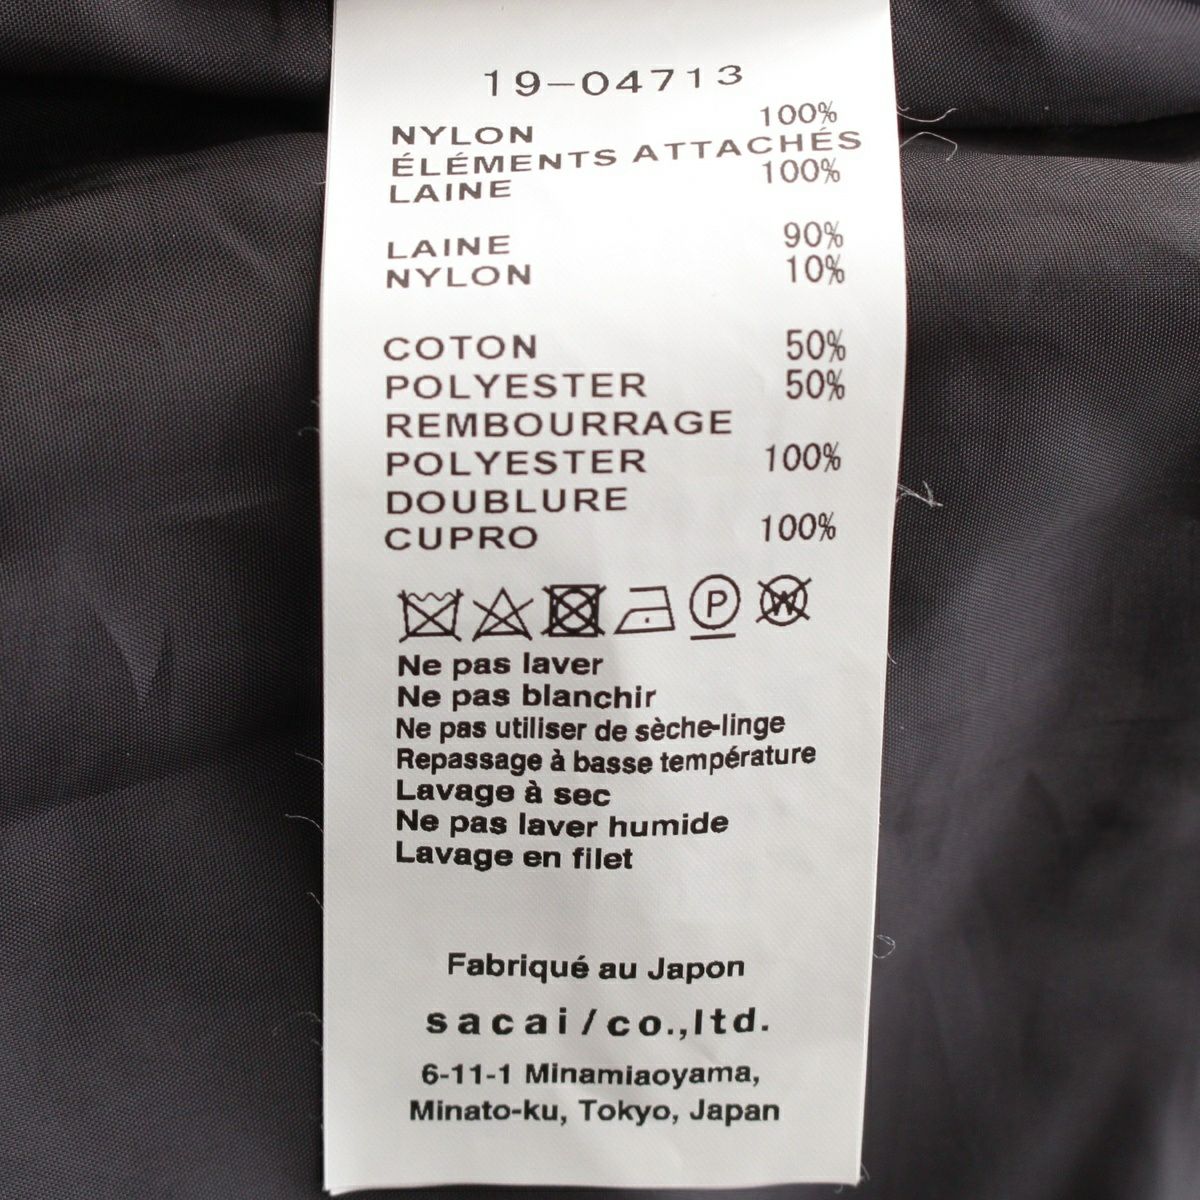 19-04713
NYLON 100%
ÉLÉMENTS ATTACHÉS
LAINE 100%
LAINE 90%
NYLON 10%
COTON 50%
POLYESTER 50%
REMBOURRAGE
POLYESTER 100%
DOUBLURE
CUPRO 100%
P W
Ne pas laver
Ne pas blanchir
Ne pas utiliser de sèche-linge
Repassage à basse température
Lavage à sec
Ne pas laver humide
Lavage en filet
Fabriqué au Japon
sacai/co.,ltd.
6-11-1 Minamiaoyama,
Minato-ku, Tokyo, Japan